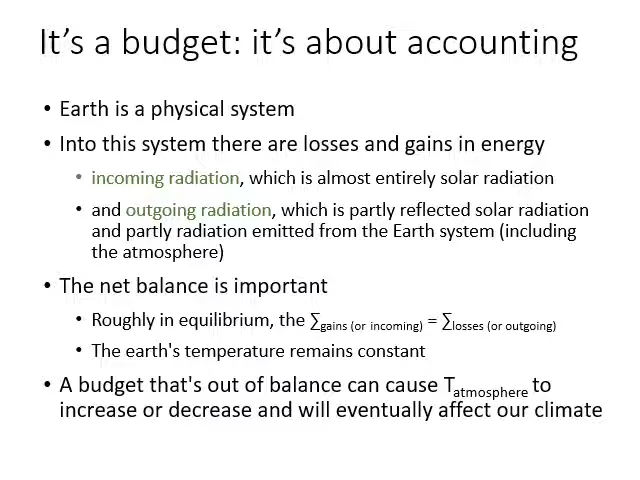 It’s a budget: it’s about accounting
• Earth is a physical system
• Into this system there are losses and gains in energy
• incoming radiation, which is almost entirely solar radiation
• and outgoing radiation, which is partly reflected solar radiation
and partly radiation emitted from the Earth system (including
the atmosphere)
• The net balance is important
• Roughly in equilibrium, the ∑gains (or incoming) = ∑losses (or outgoing)
• The earth's temperature remains constant
• A budget that's out of balance can cause Tatmosphere to
increase or decrease and will eventually affect our climate